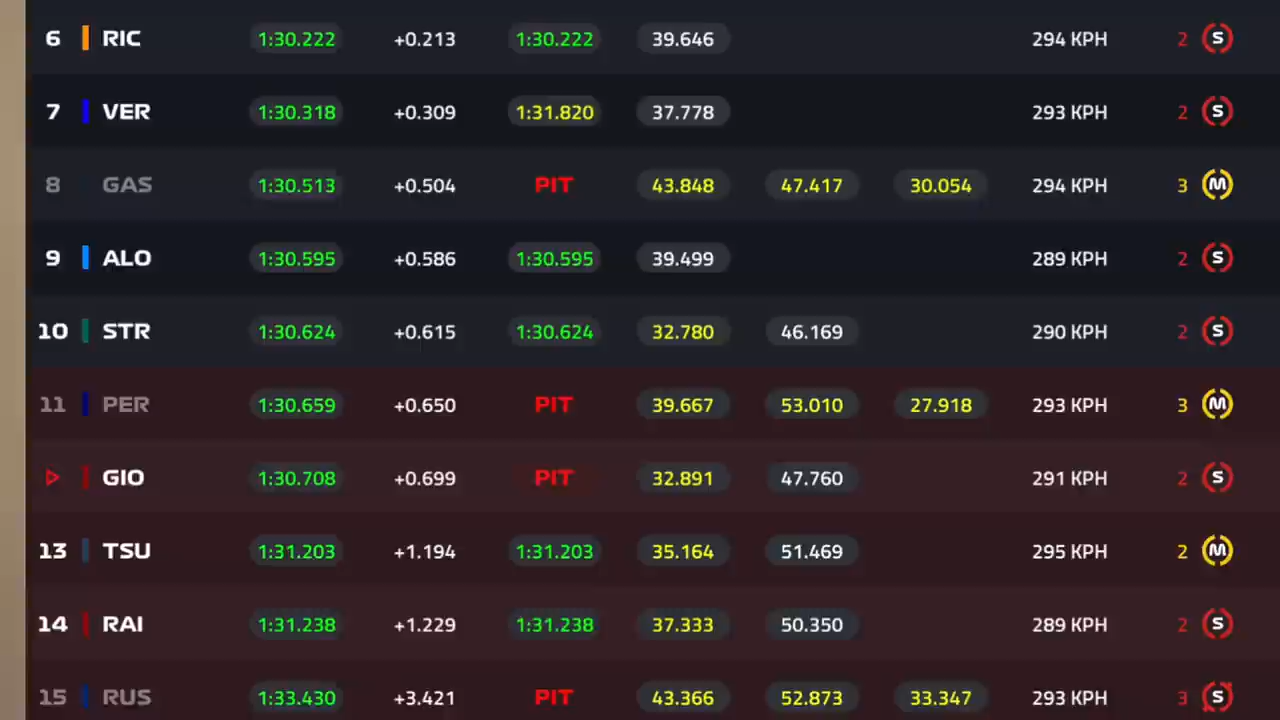 6 RIC 1:30.222 +0.213 1:30.222 39.646 294 KPH 2 S
7 VER 1:30.318 +0.309 1:31.820 37.778 293 KPH 2 S
8 GAS 1:30.513 +0.504 PIT 43.848 47.417 30.054 294 KPH 3 M
9 ALO 1:30.595 +0.586 1:30.595 39.499 289 KPH 2 S
10 STR 1:30.624 +0.615 1:30.624 32.780 46.169 290 KPH 2 S
11 PER 1:30.659 +0.650 PIT 39.667 53.010 27.918 293 KPH 3 M
GIO 1:30.708 +0.699 PIT 32.891 47.760 291 KPH 2 S
13 TSU 1:31.203 +1.194 1:31.203 35.164 51.469 295 KPH 2 M
14 RAI 1:31.238 +1.229 1:31.238 37.333 50.350 289 KPH 2 S
15 RUS 1:33.430 +3.421 PIT 43.366 52.873 33.347 293 KPH 3 S